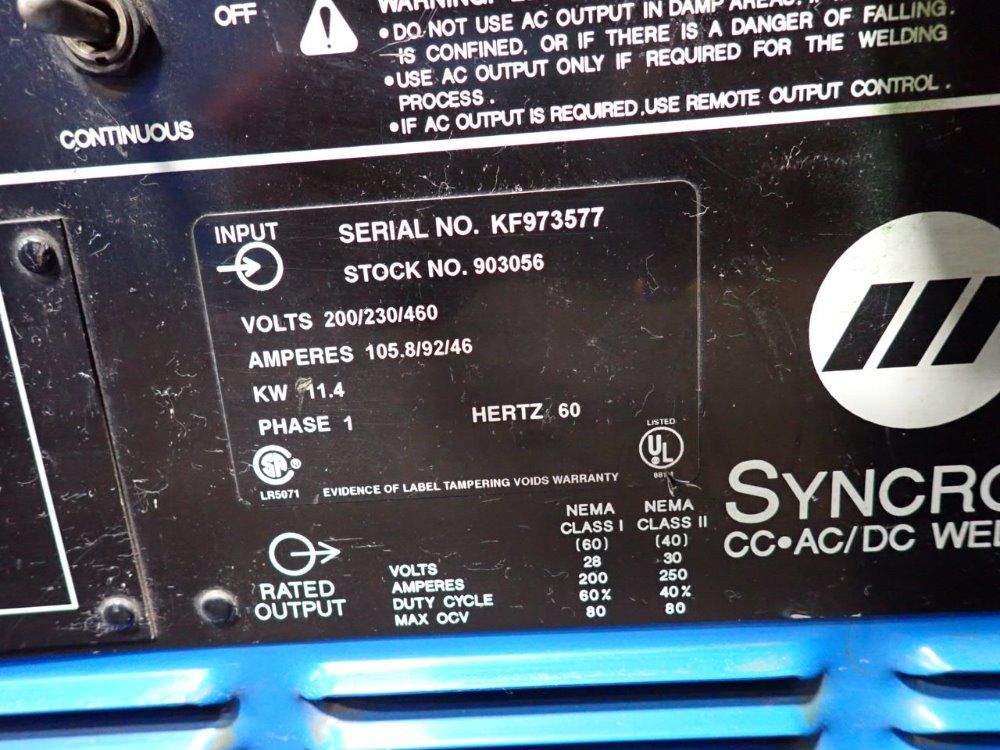 OFF
CONTINUOUS
WARNING!
• DO NOT USE AC OUTPUT IN DAMP AREAS, IF
IS CONFINED, OR IF THERE IS A DANGER OF FALLING.
• USE AC OUTPUT ONLY IF REQUIRED FOR THE WELDING
PROCESS.
• IF AC OUTPUT IS REQUIRED, USE REMOTE OUTPUT CONTROL.
INPUT
SERIAL NO. KF973577
STOCK NO. 903056
VOLTS 200/230/460
AMPERES 105.8/92/46
KW 11.4
PHASE 1
HERTZ 60
LISTED
UL
®
SA
®
LR5071
EVIDENCE OF LABEL TAMPERING VOIDS WARRANTY
SYNCRO
CC•AC/DC WEL
RATED
OUTPUT
NEMA NEMA
CLASS I CLASS II
(60) (40)
VOLTS 28 30
AMPERES 200 250
DUTY CYCLE 60% 40%
MAX OCV 80 80